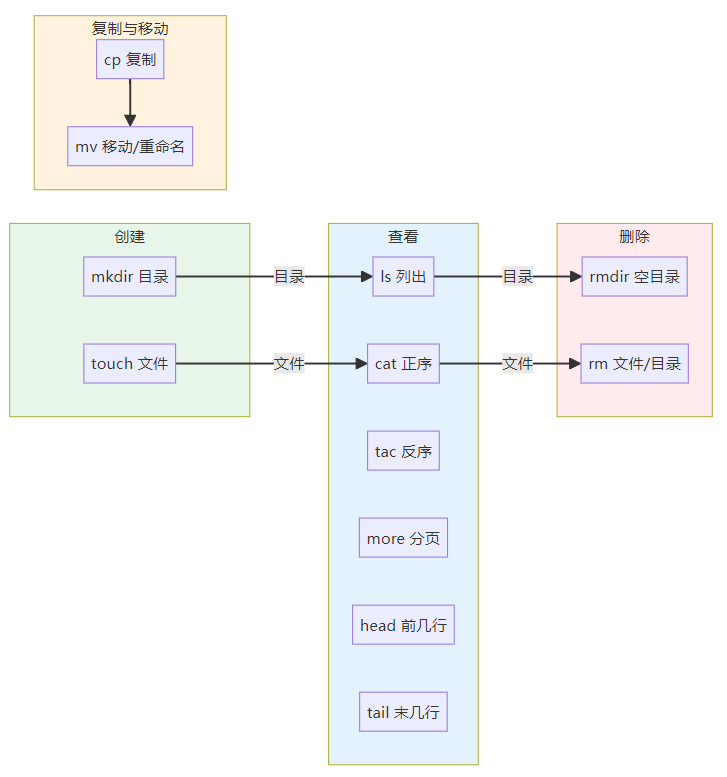 复制与移动
cp 复制
mv 移动/重命名
创建
mkdir 目录
touch 文件
目录
文件
查看
ls 列出
cat 正序
tac 反序
more 分页
head 前几行
tail 末几行
目录
文件
删除
rmdir 空目录
rm 文件/目录